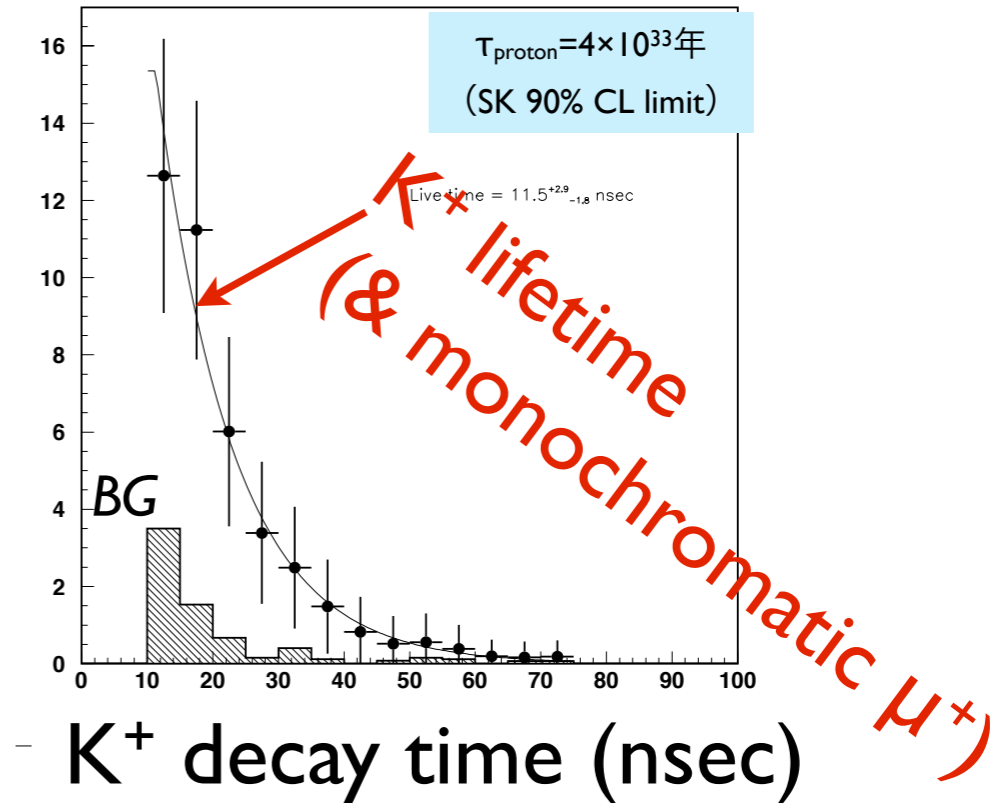 τproton=4×10³³年
（SK 90% CL limit）
16
14
12
10
8
6
4
2
0
Live time = 11.5⁺²·⁹₋₁.₈ nsec
K⁺ lifetime
(& monochromatic μ⁺)
BG
0 10 20 30 40 50 60 70 80 90 100
K⁺ decay time (nsec)